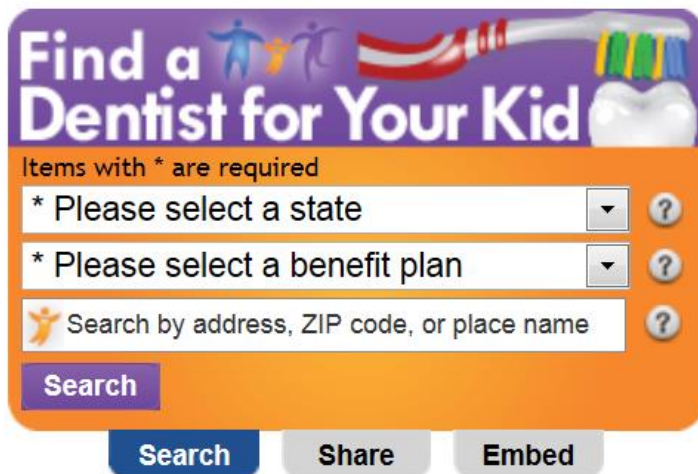 Find a
Dentist for Your Kid
Items with * are required
* Please select a state
?
* Please select a benefit plan
?
Search by address, ZIP code, or place name
?
Search
Search Share Embed